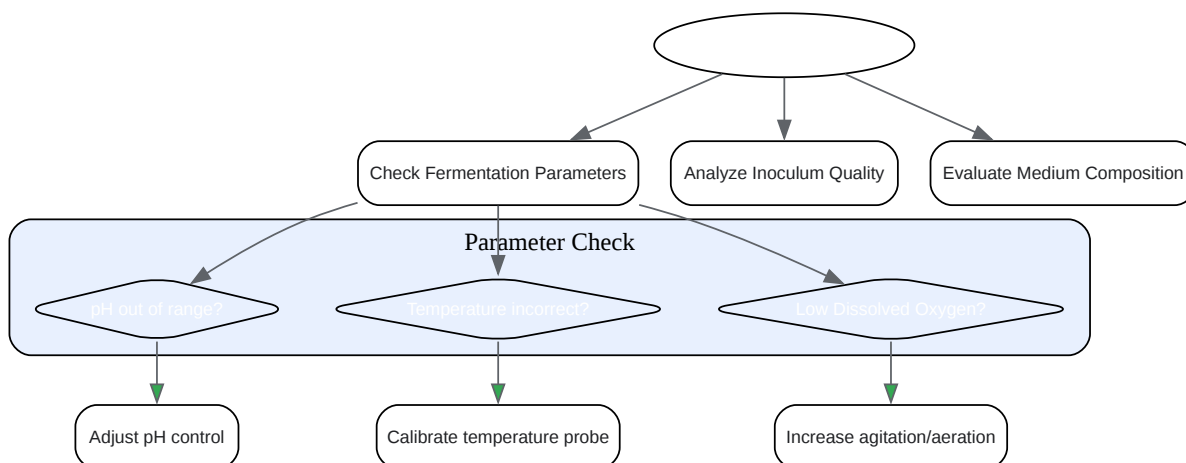 Check Fermentation Parameters
Analyze Inoculum Quality
Evaluate Medium Composition
Parameter Check
pH out of range?
Temperature incorrect?
Low Dissolved Oxygen?
Adjust pH control
Calibrate temperature probe
Increase agitation/aeration